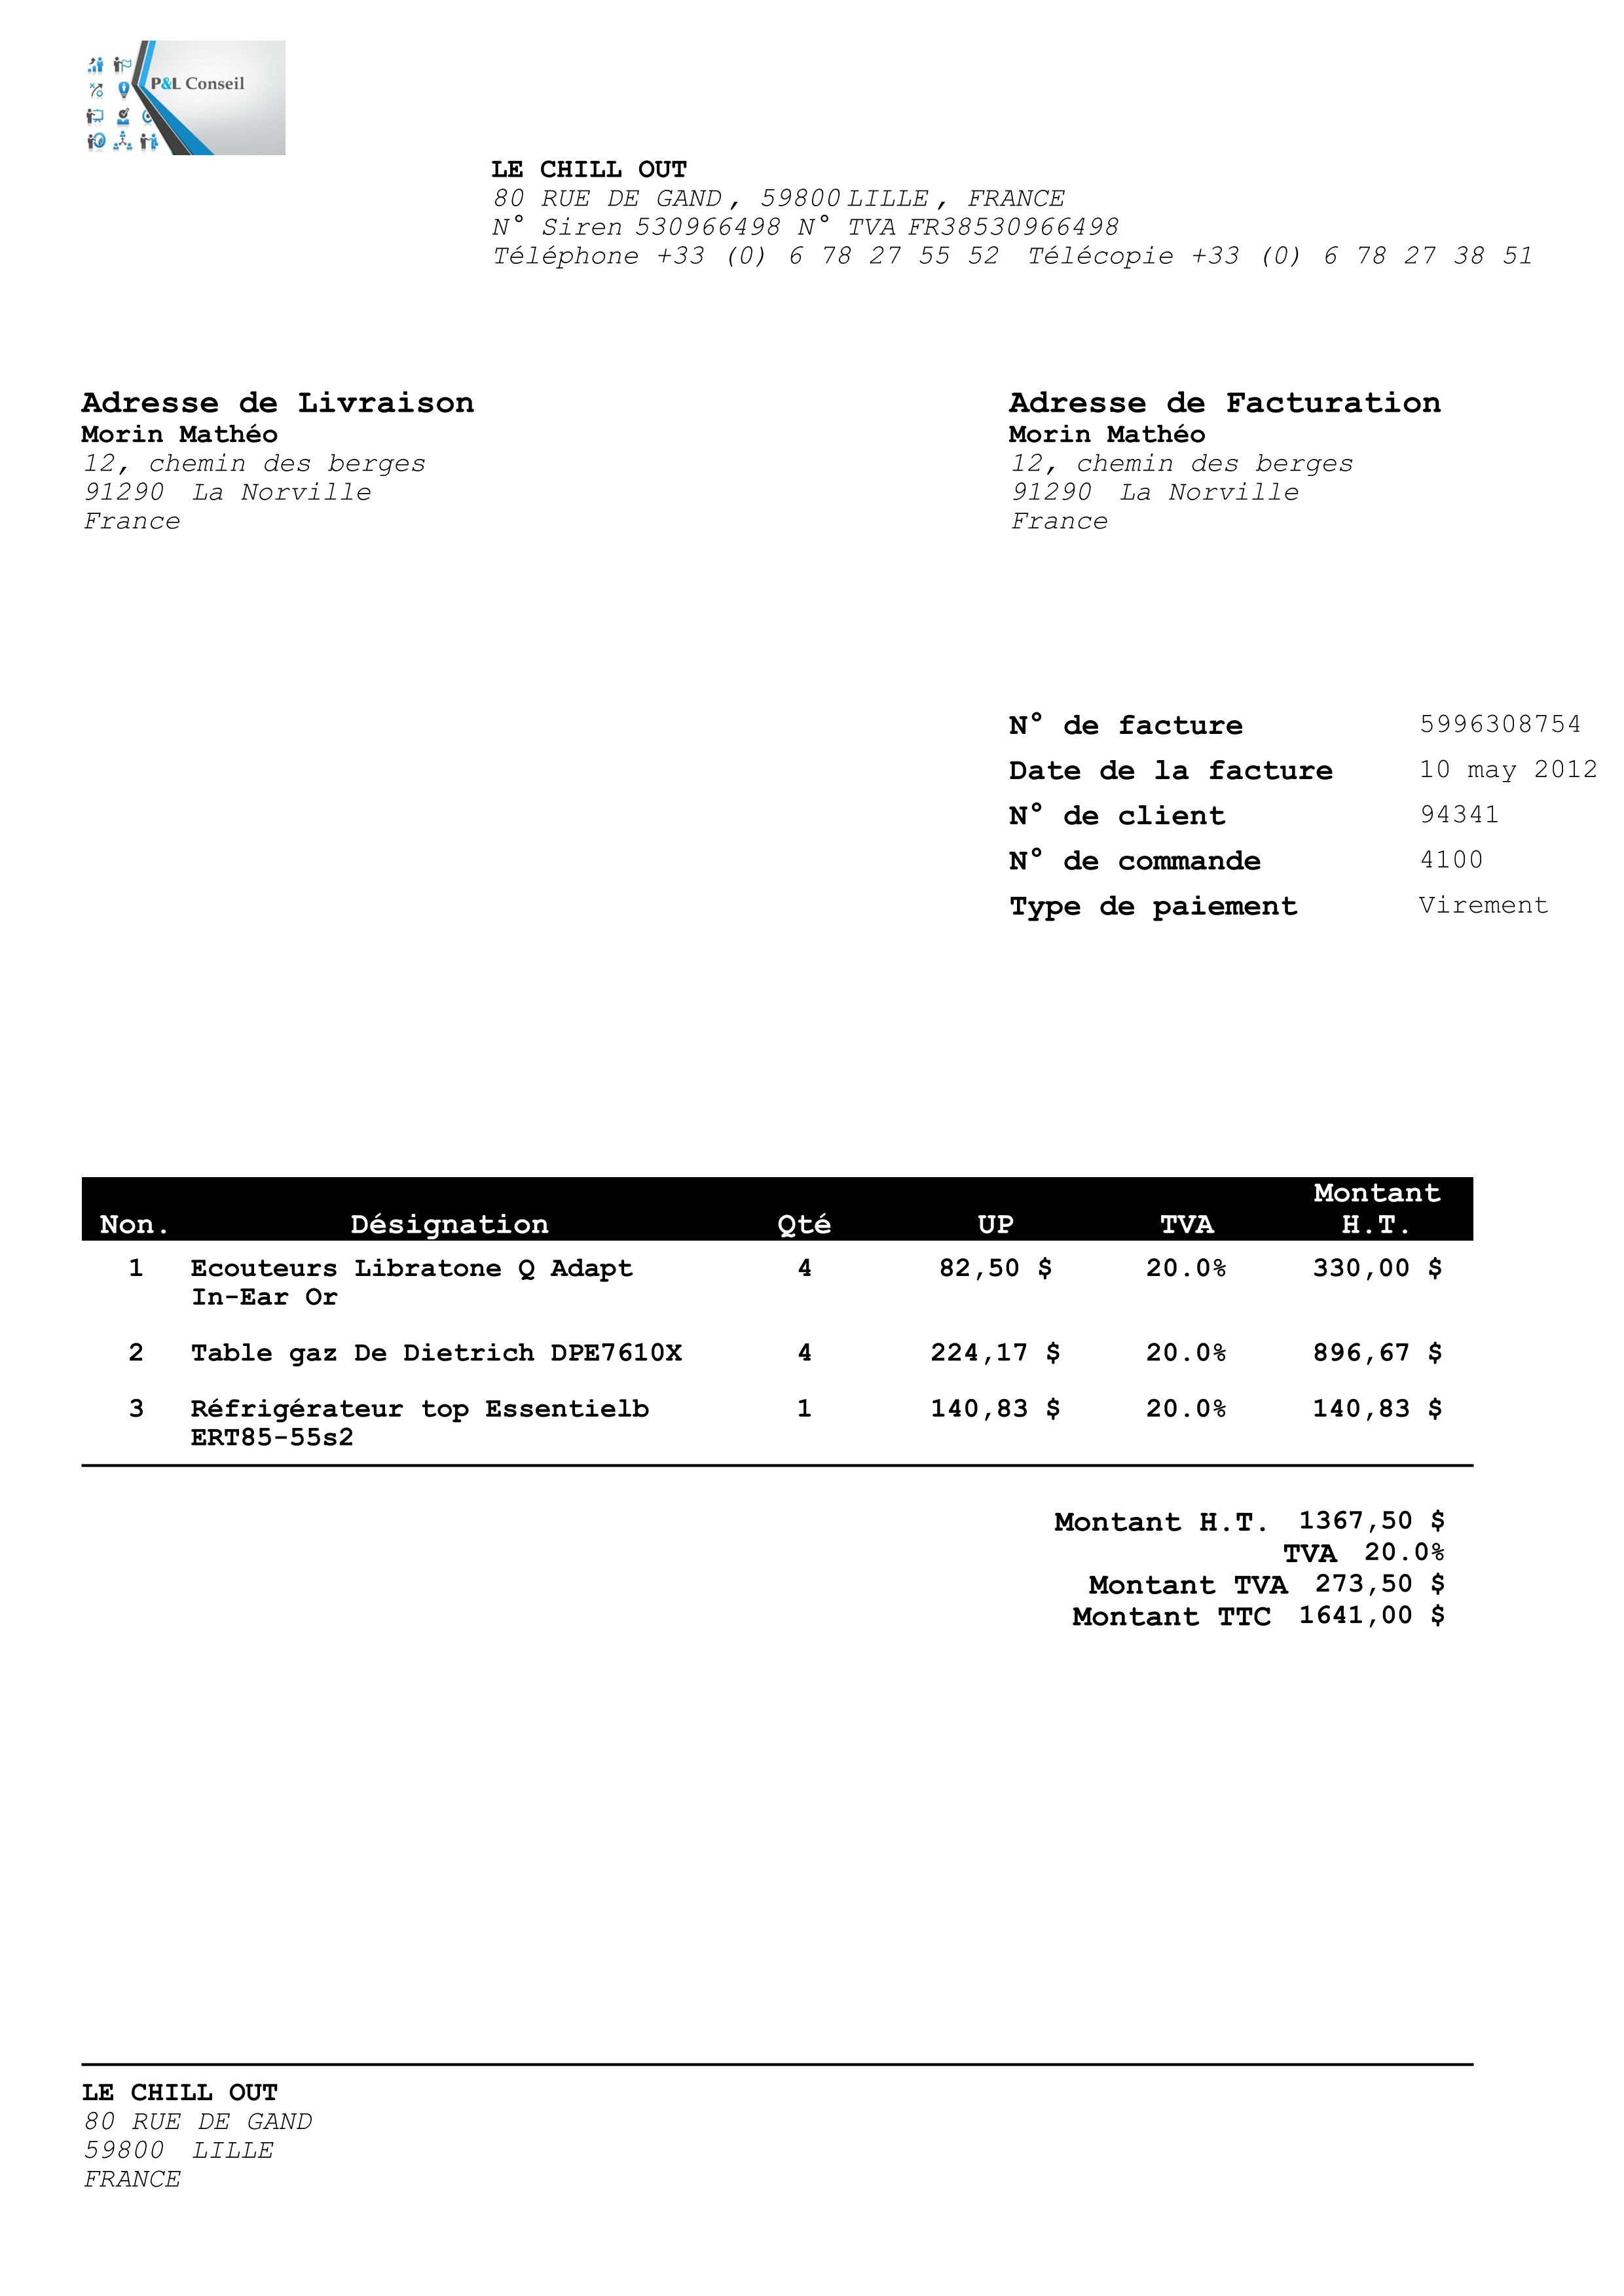 P&L Conseil
LE CHILL OUT
80 RUE DE GAND, 59800 LILLE, FRANCE
N° Siren 530966498 N° TVA FR38530966498
Téléphone +33 (0) 6 78 27 55 52 Télécopie +33 (0) 6 78 27 38 51
Adresse de Livraison
Morin Mathéo
12, chemin des berges
91290 La Norville
France
Adresse de Facturation
Morin Mathéo
12, chemin des berges
91290 La Norville
France
N° de facture 5996308754
Date de la facture 10 may 2012
N° de client 94341
N° de commande 4100
Type de paiement Virement
Non. Désignation Qté UP TVA Montant H.T.
1 Ecouteurs Libratone Q Adapt 4 82,50 $ 20.0% 330,00 $
In-Ear Or
2 Table gaz De Dietrich DPE7610X 4 224,17 $ 20.0% 896,67 $
3 Réfrigérateur top Essentielb 1 140,83 $ 20.0% 140,83 $
ERT85-55s2
Montant H.T. 1367,50 $
TVA 20.0%
Montant TVA 273,50 $
Montant TTC 1641,00 $
LE CHILL OUT
80 RUE DE GAND
59800 LILLE
FRANCE